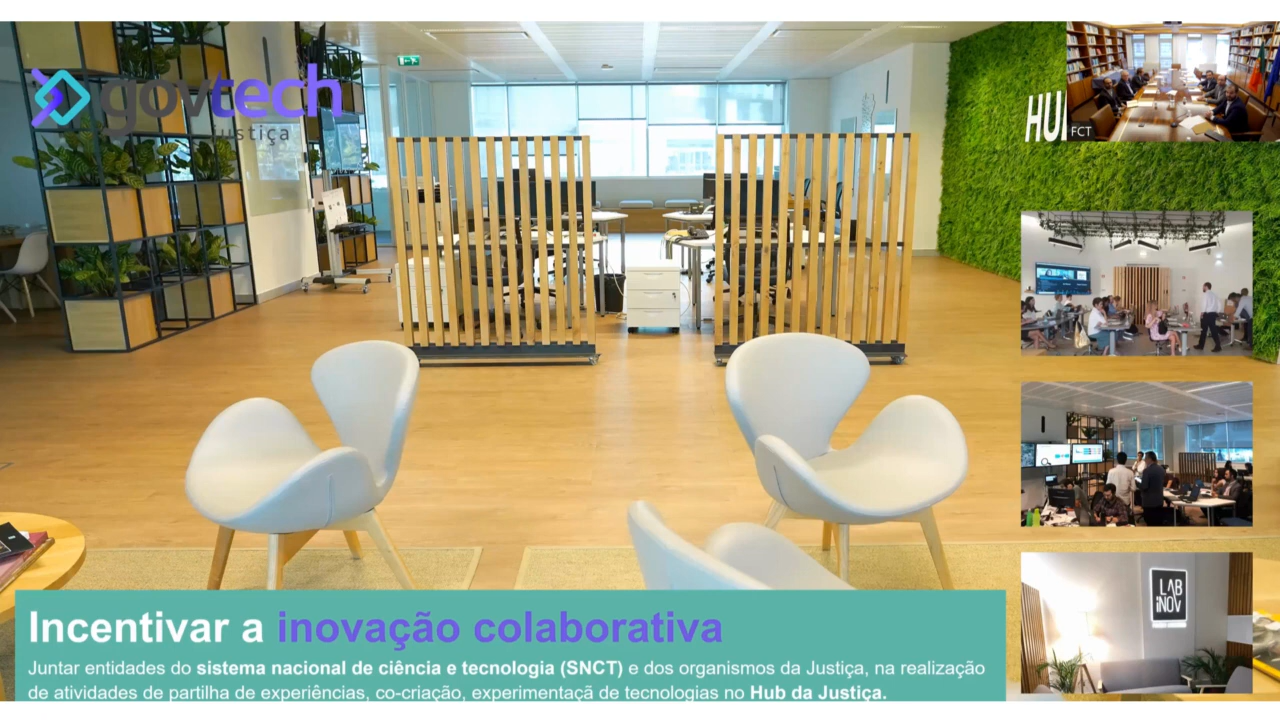 govtech
justiça
HU
FCT
LAB
iNOV
Incentivar a inovação colaborativa
Juntar entidades do sistema nacional de ciência e tecnologia (SNCT) e dos organismos da Justiça, na realização
de atividades de partilha de experiências, co-criação, experimentaçã de tecnologias no Hub da Justiça.